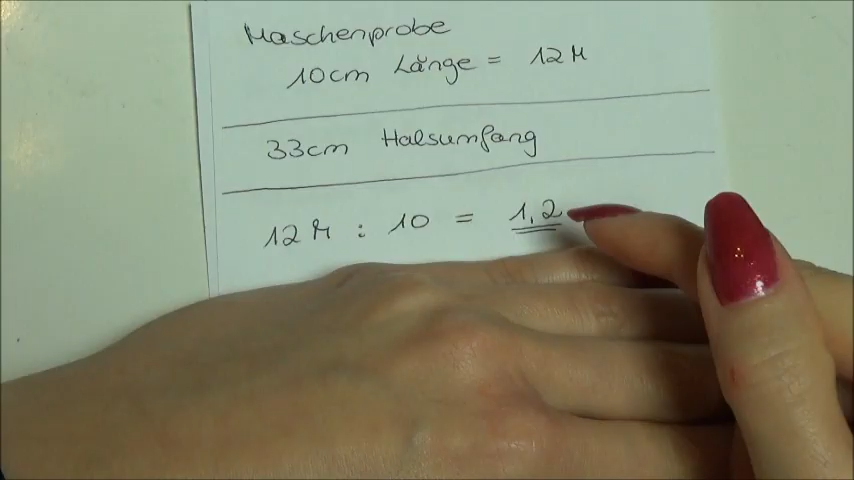 Maschenprobe
10cm Länge = 12 M
33cm Halsumfang
12 M : 10 = 1,2